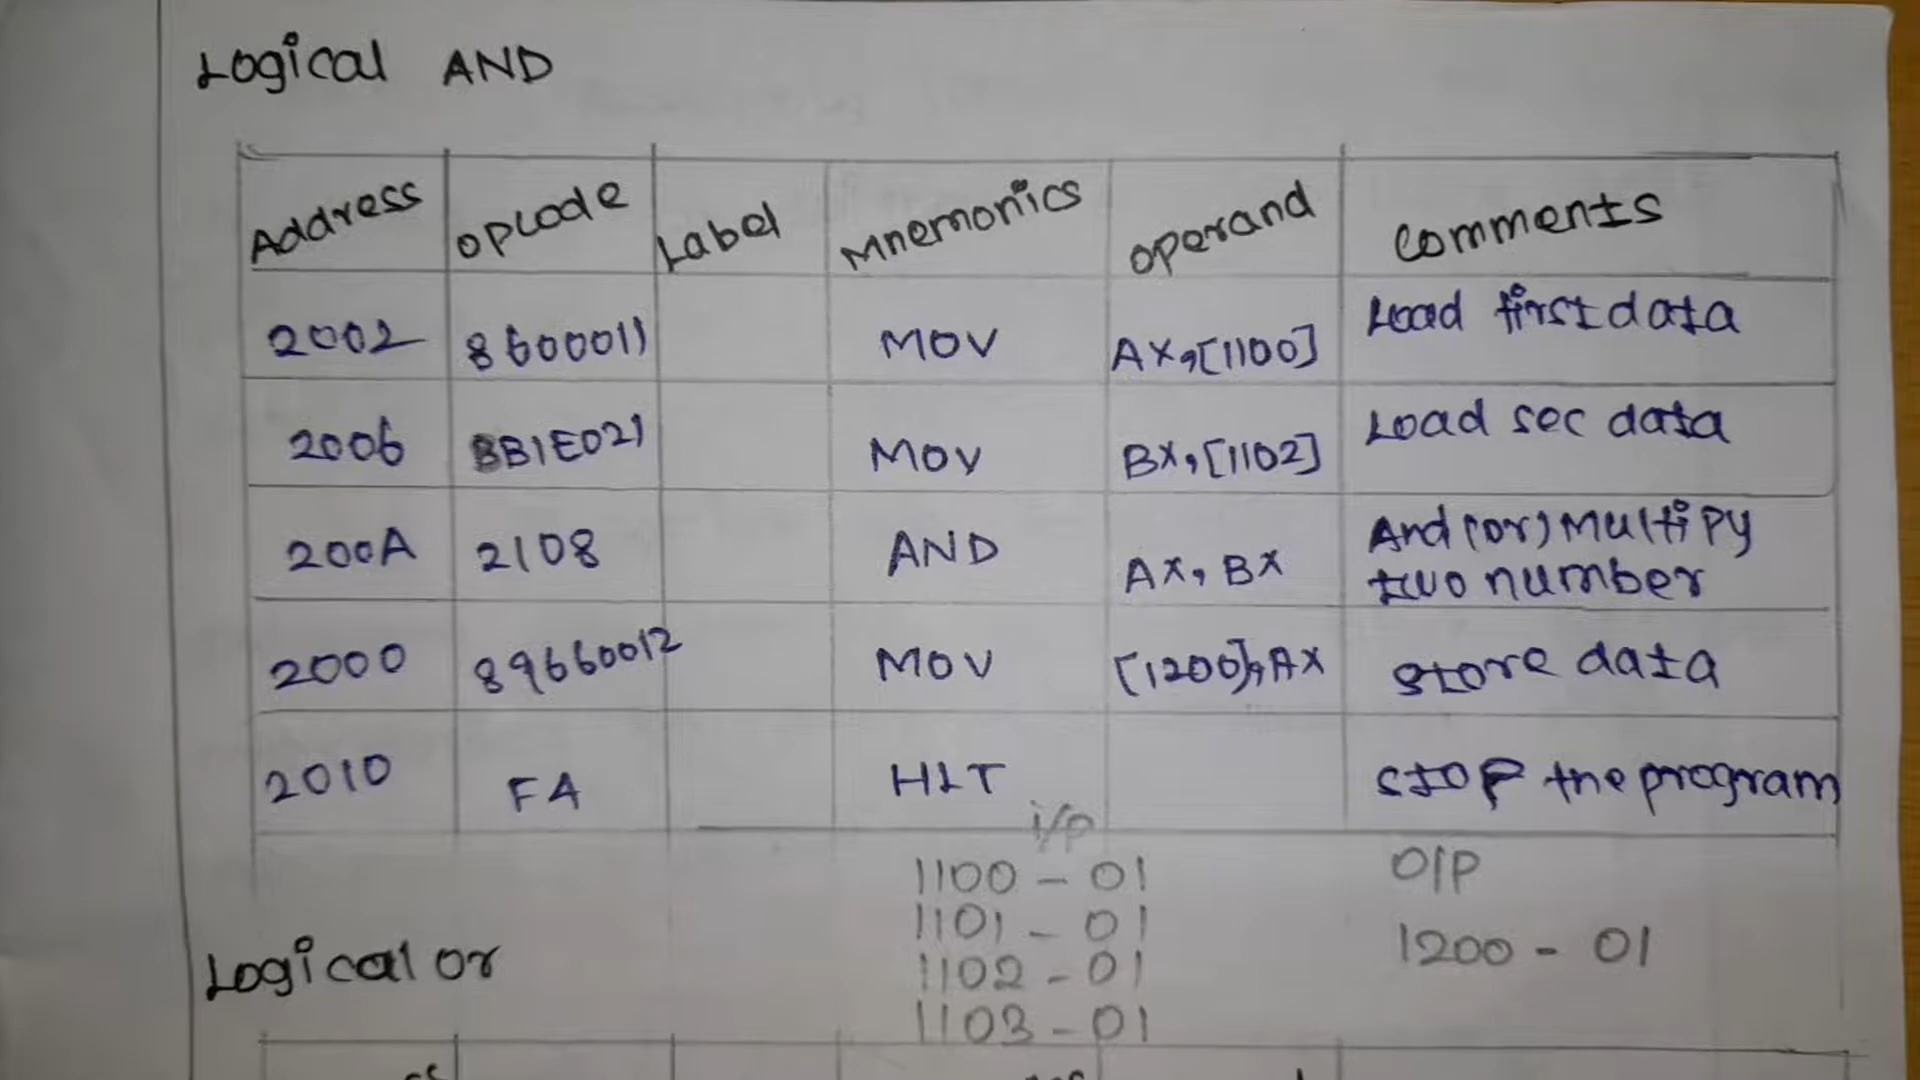 Logical AND
Address Opcode Label Mnemonics Operand Comments
2002 8600011 MOV AX,[1100] Load first data
2006 8B1E021 MOV BX,[1102] Load sec data
200A 2108 AND AX, BX And (or) Multipy
two number
2000 89660012 MOV [1200],AX Store data
2010 F4 HLT Stop the program
i/p
1100 - 01 O/P
1101 - 01
1200 - 01
1102 - 01
1103 - 01
Logical or